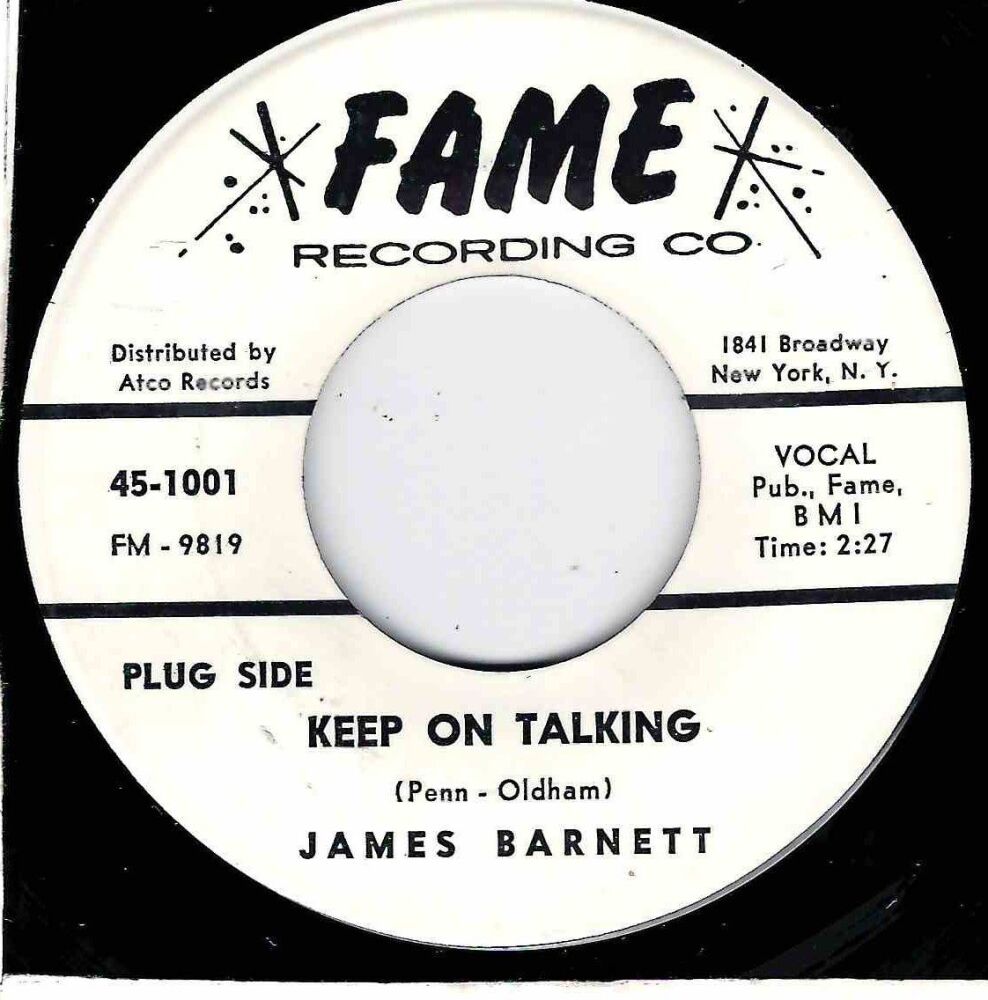 FAME
RECORDING CO.
Distributed by
Atco Records
1841 Broadway
New York, N. Y.
45-1001
FM - 9819
VOCAL
Pub., Fame,
BMI
Time: 2:27
PLUG SIDE
KEEP ON TALKING
(Penn - Oldham)
JAMES BARNETT